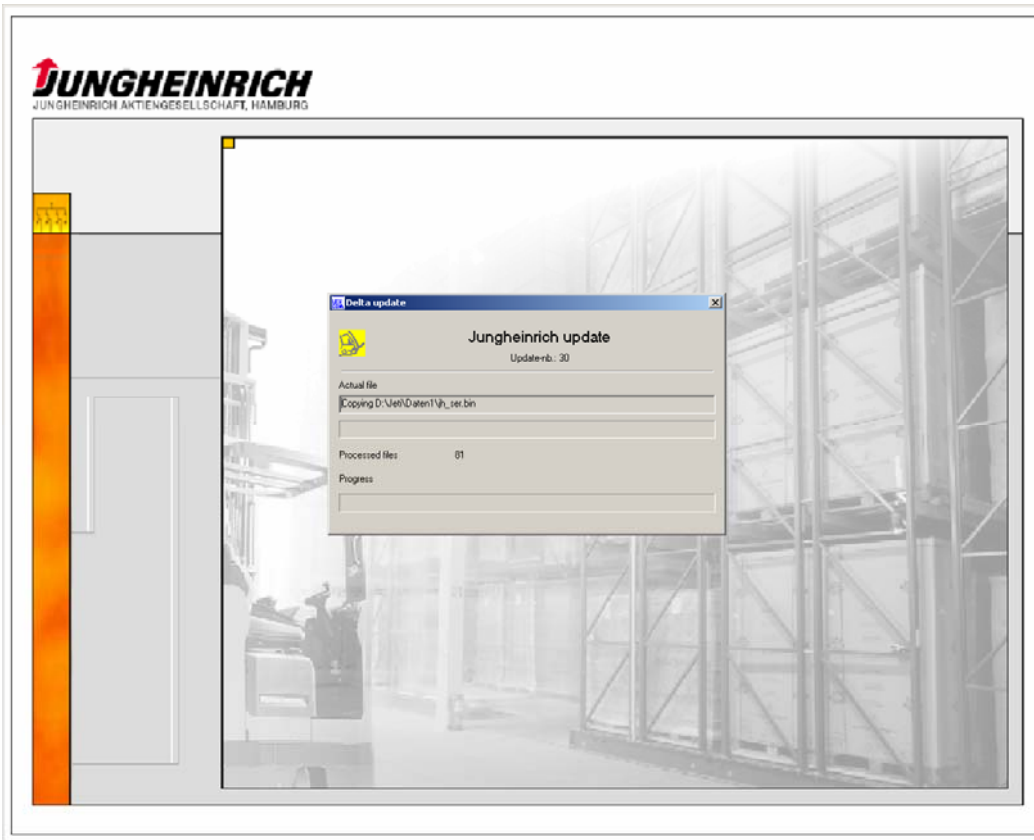 JUNGHEINRICH
JUNGHEINRICH AKTIENGESELLSCHAFT, HAMBURG
Delta update
Jungheinrich update
Update-nb.: 30
Actual file
Copying D:\Jeti\Daten1\jh_ser.bin
Processed files 81
Progress